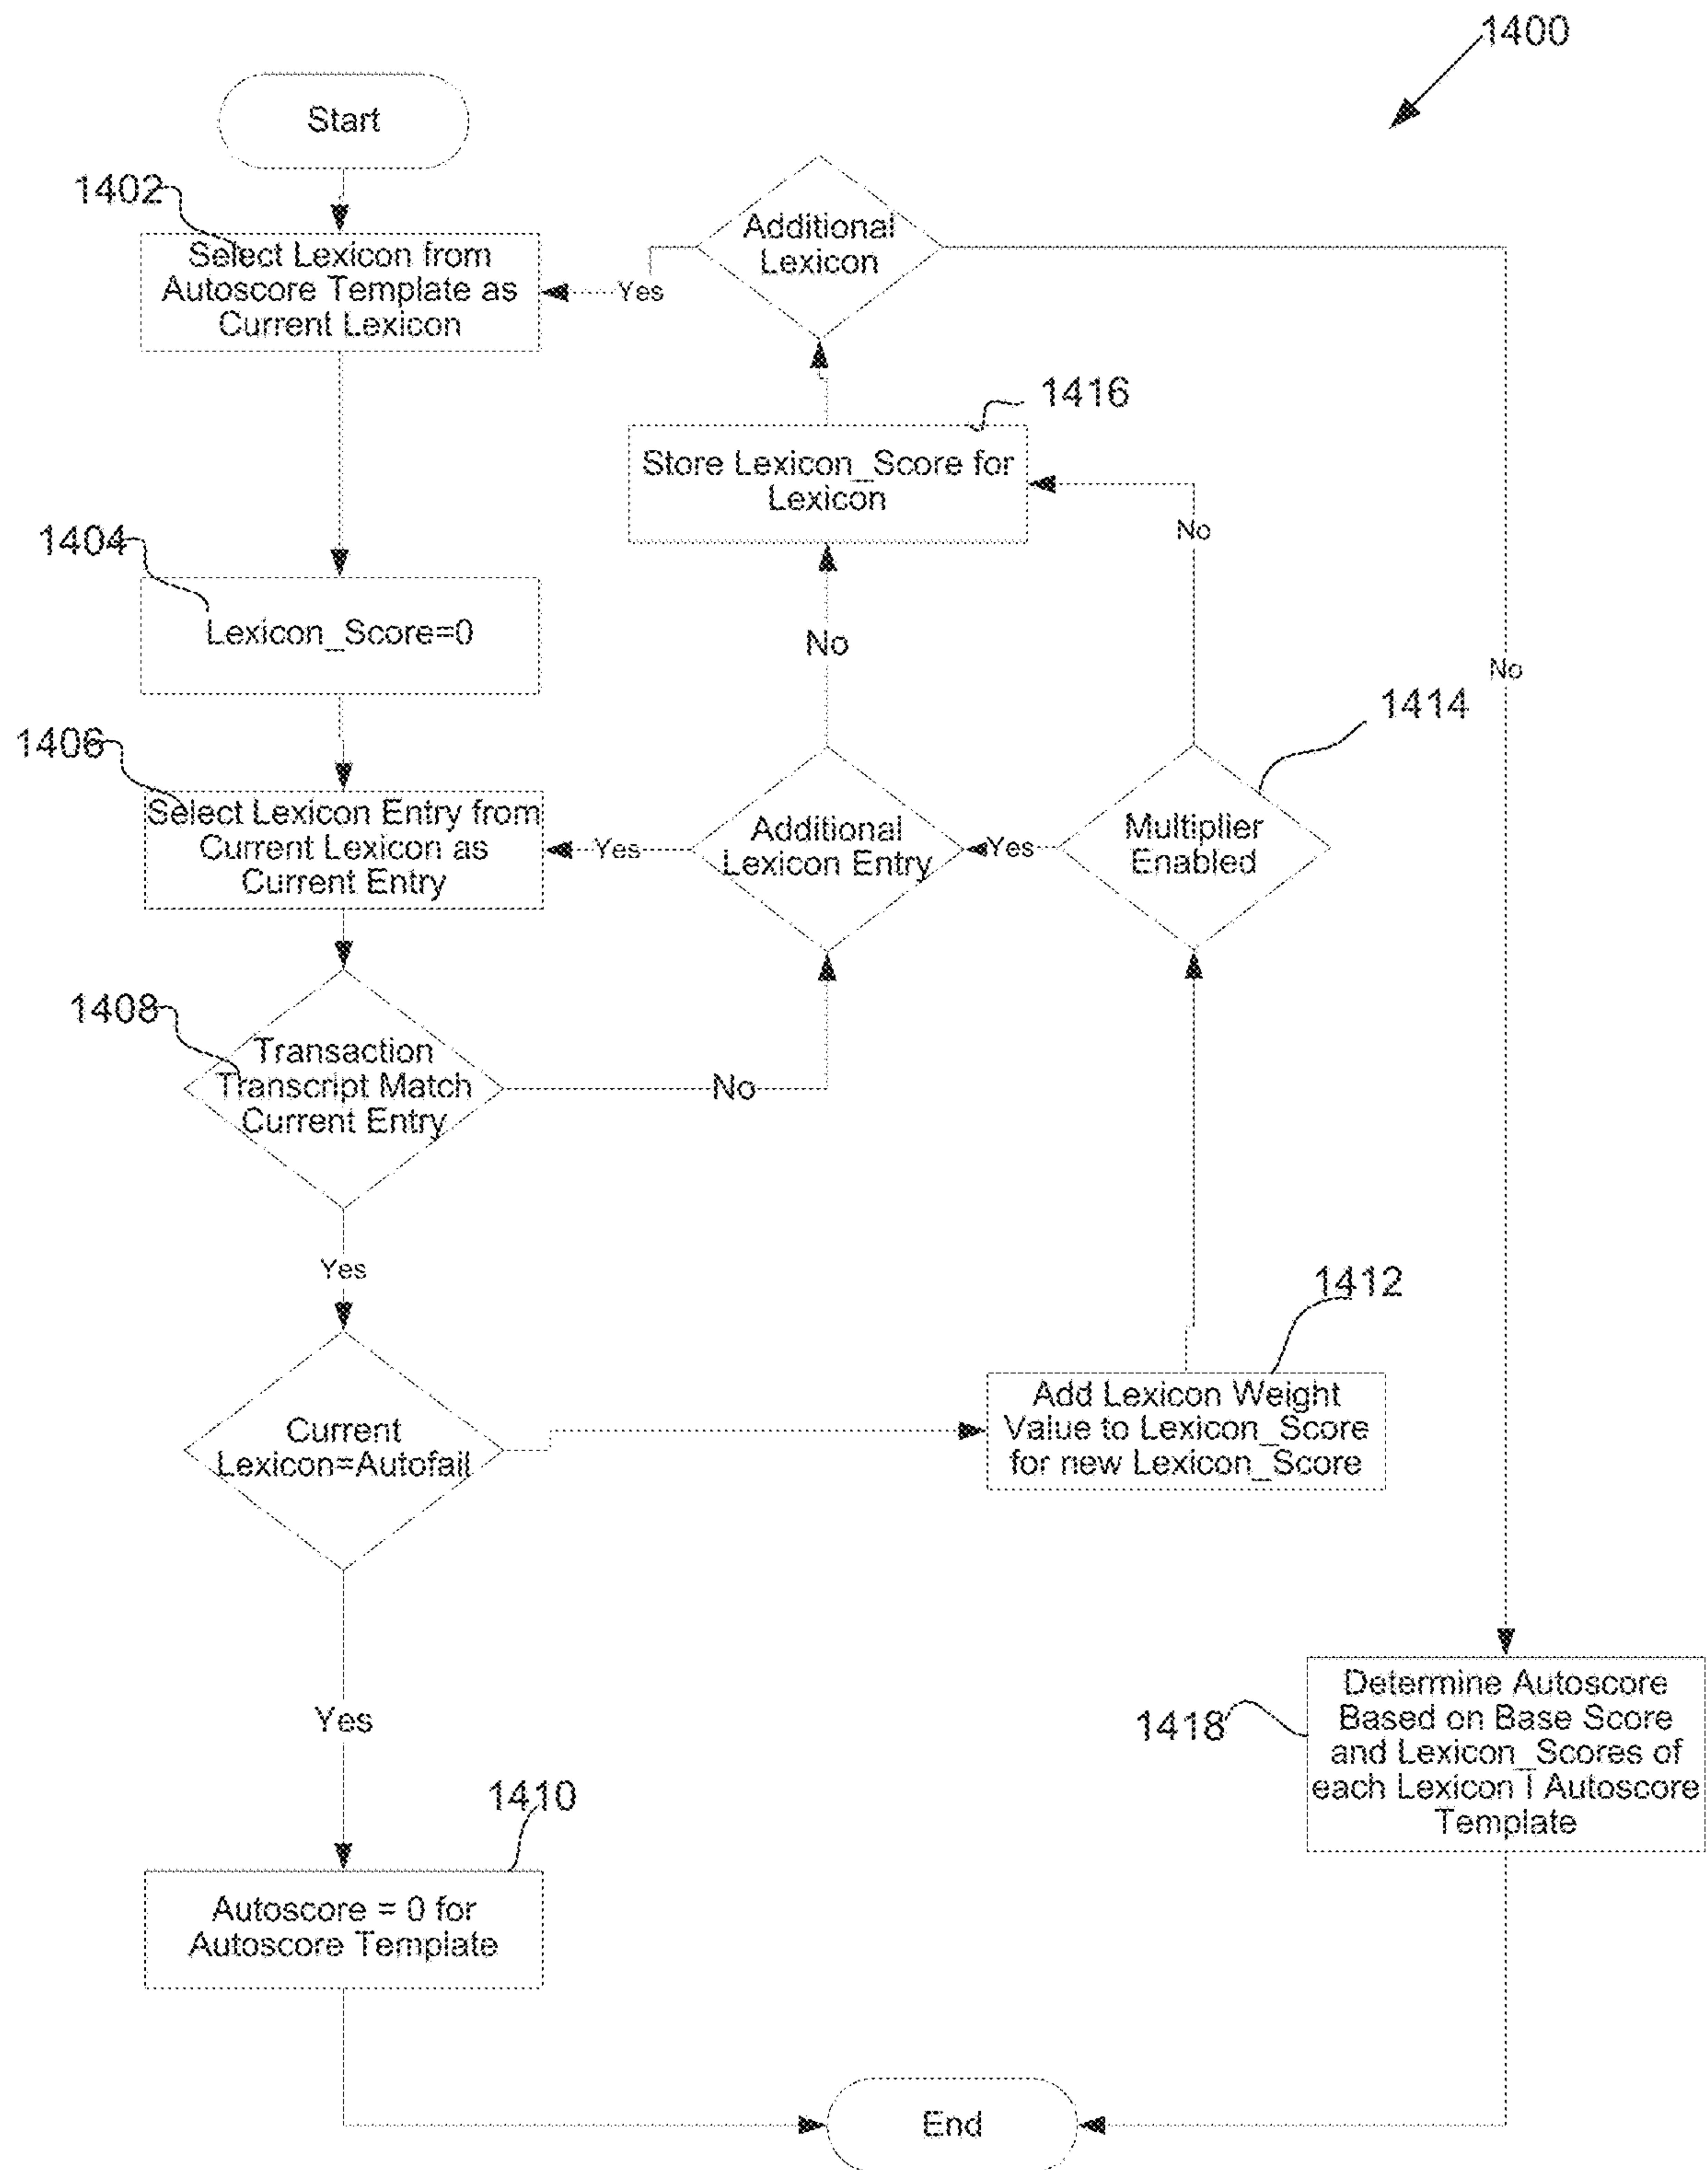 1400
Start
1402
Select Lexicon from
Autoscore Template as
Current Lexicon
Additional
Lexicon
Yes
1416
Store Lexicon_Score for
Lexicon
No
1404
Lexicon_Score=0
No
No
1414
1406
Select Lexicon Entry from
Current Lexicon as
Current Entry
Yes
Additional
Lexicon Entry
Yes
Multiplier
Enabled
1408
Transaction
Transcript Match
Current Entry
No
Yes
1412
Current
Lexicon=Autofail
Add Lexicon Weight
Value to Lexicon_Score
for new Lexicon_Score
Yes
1418
Determine Autoscore
Based on Base Score
and Lexicon_Scores of
each Lexicon I Autoscore
Template
1410
Autoscore = 0 for
Autoscore Template
End